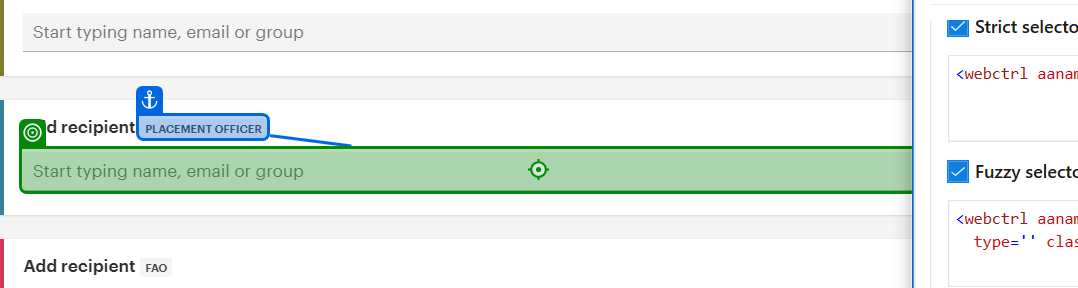 Start typing name, email or group
Strict selecto
<webctrl aanam
d recipient PLACEMENT OFFICER
Start typing name, email or group
Fuzzy selecto
<webctrl aanam
type='' clas
Add recipient FAO